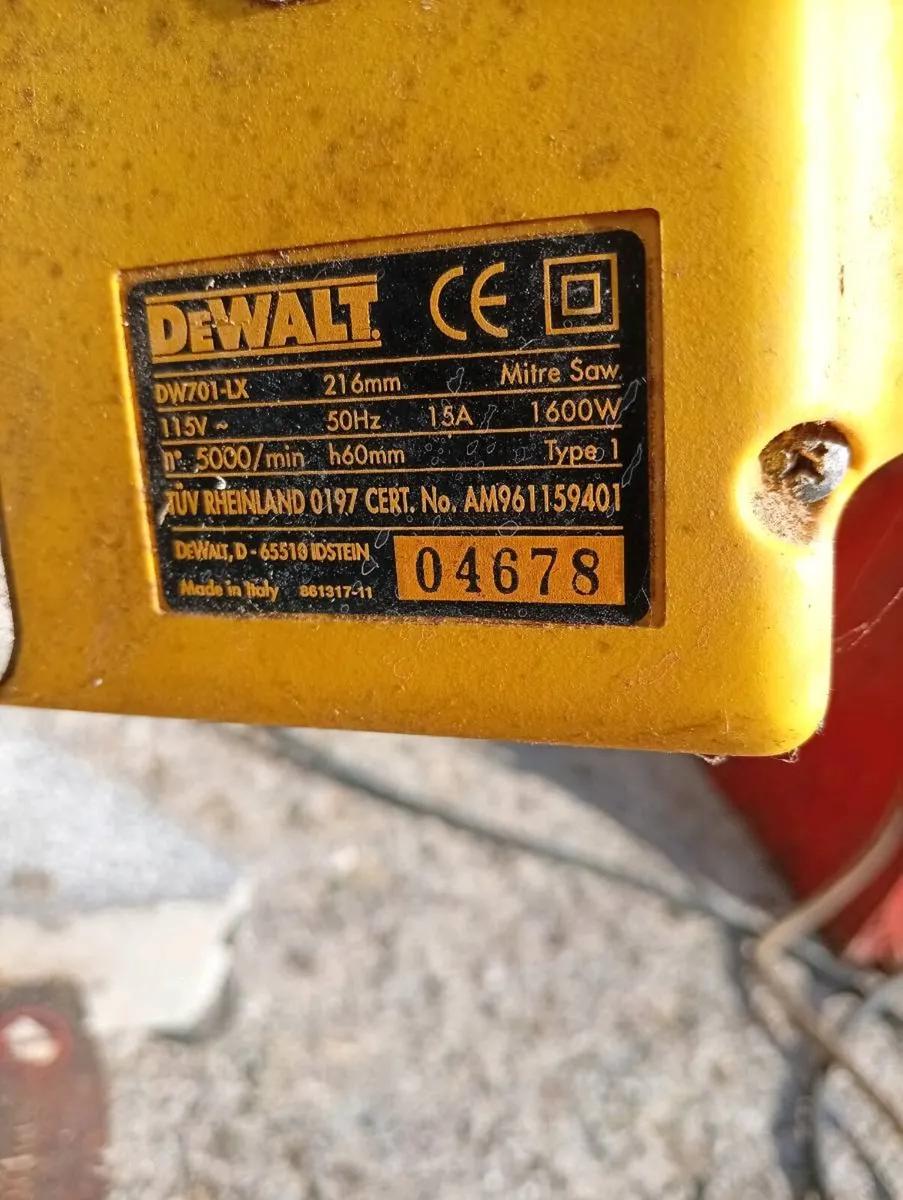 DEWALT. CE
DW701-LX 216mm Mitre Saw
115V ~ 50Hz 15A 1600W
n°. 5000/min h60mm Type 1
TÜV RHEINLAND 0197 CERT. No. AM961159401
DEWALT, D - 65510 IDSTEIN
04678
Made in Italy 861317-11